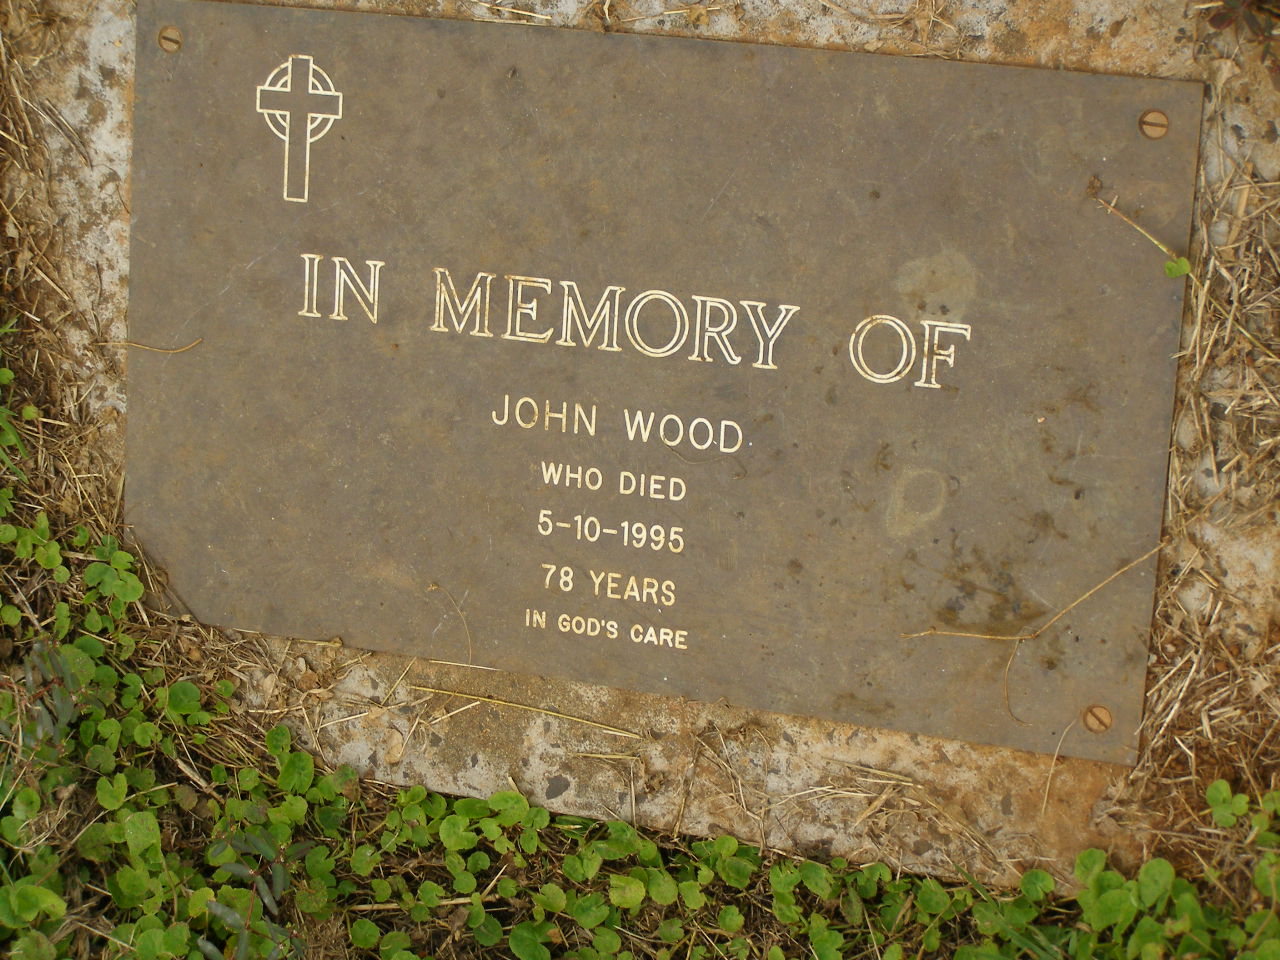 IN MEMORY OF
JOHN WOOD
WHO DIED
5-10-1995
78 YEARS
IN GOD'S CARE